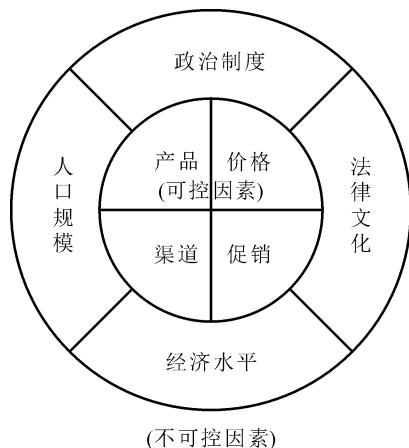 政治制度
人口规模
产品
价格
(可控因素)
法律文化
渠道
促销
经济水平
(不可控因素)